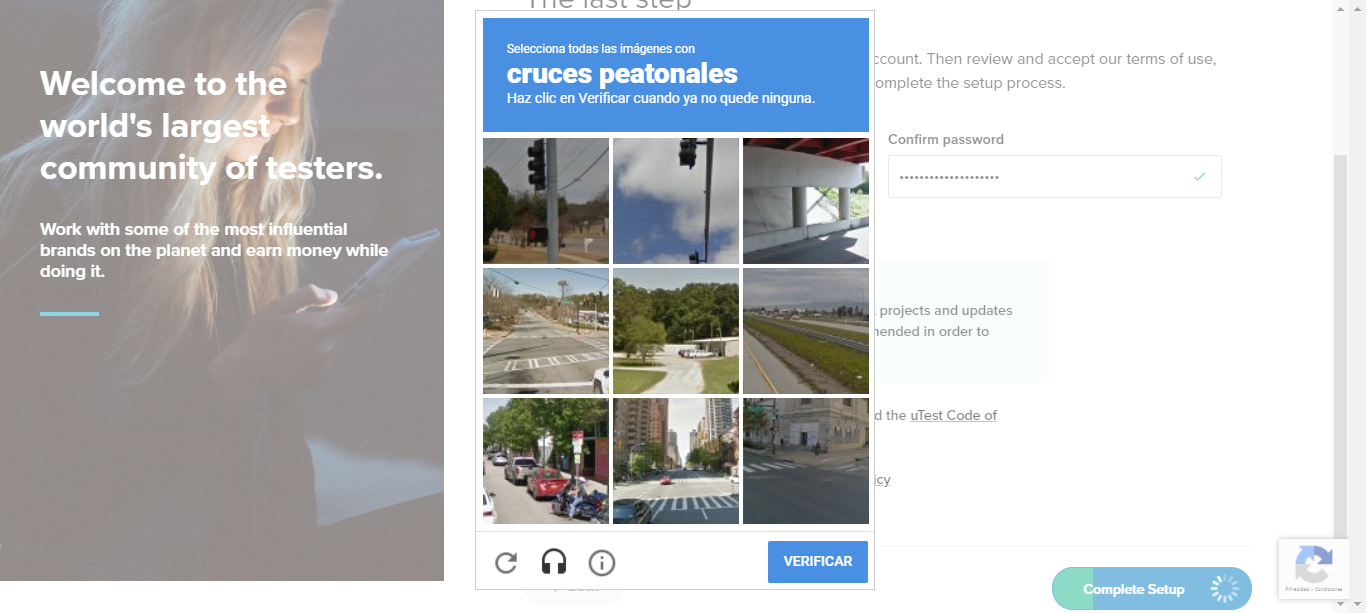 Welcome to the
world's largest
community of testers.
Work with some of the most influential
brands on the planet and earn money while
doing it.
The last step
Selecciona todas las imágenes con
cruces peatonales
Haz clic en Verificar cuando ya no quede ninguna.
ccount. Then review and accept our terms of use,
omplete the setup process.
Confirm password
projects and updates
nended in order to
d the uTest Code of
icy
VERIFICAR
Complete Setup
Privacidad - Condiciones